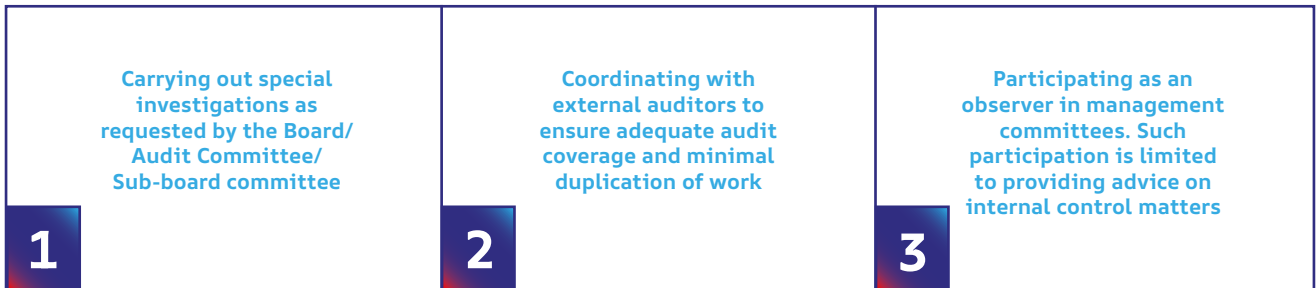 Carrying out special
investigations as
requested by the Board/
Audit Committee/
Sub-board committee
1
Coordinating with
external auditors to
ensure adequate audit
coverage and minimal
duplication of work
2
Participating as an
observer in management
committees. Such
participation is limited
to providing advice on
internal control matters
3